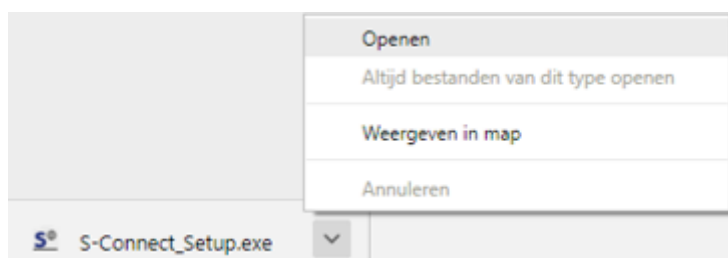 Openen
Altijd bestanden van dit type openen
Weergeven in map
Annuleren
S-Connect_Setup.exe